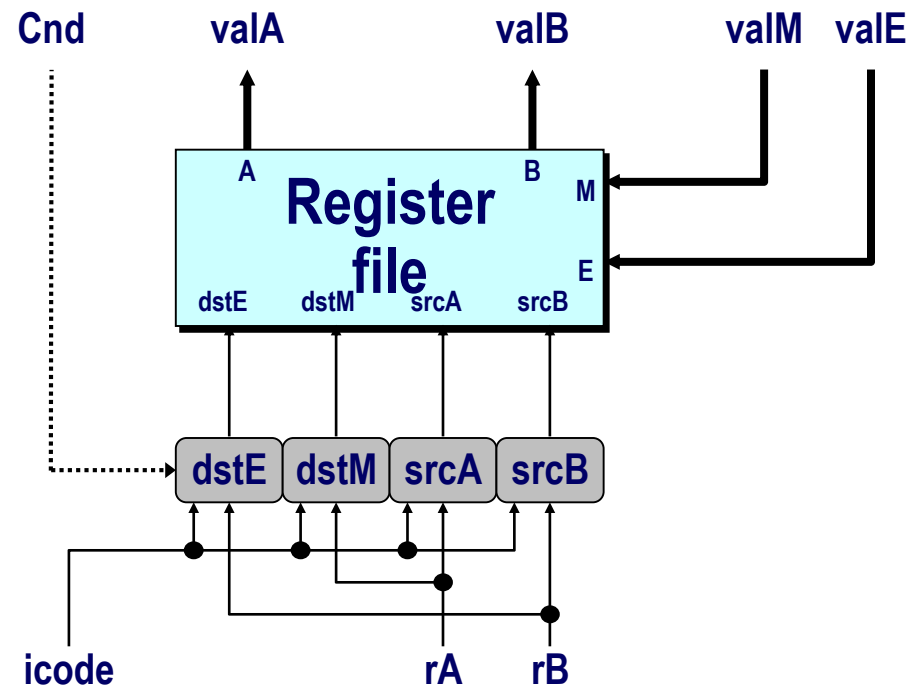 Cnd valA valB valM valE
A B
M
Register
file
E
dstE dstM srcA srcB
dstE dstM srcA srcB
icode rA rB